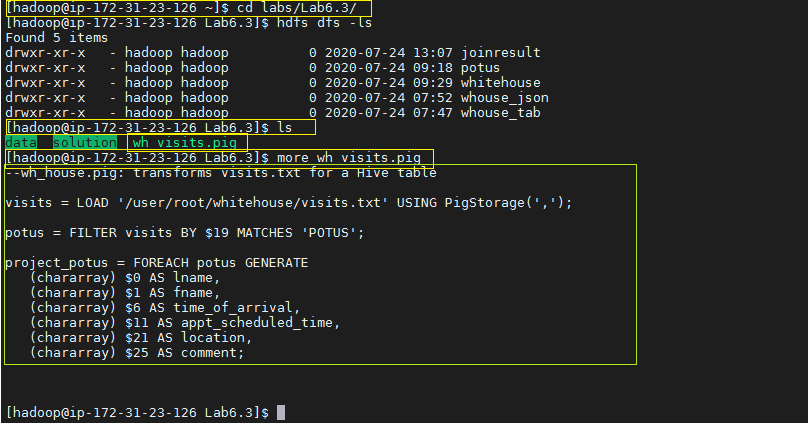 [hadoop@ip-172-31-23-126 ~]$ cd labs/Lab6.3/
[hadoop@ip-172-31-23-126 Lab6.3]$ hdfs dfs -ls
Found 5 items
drwxr-xr-x   - hadoop hadoop          0 2020-07-24 13:07 joinresult
drwxr-xr-x   - hadoop hadoop          0 2020-07-24 09:18 potus
drwxr-xr-x   - hadoop hadoop          0 2020-07-24 09:29 whitehouse
drwxr-xr-x   - hadoop hadoop          0 2020-07-24 07:52 whouse_json
drwxr-xr-x   - hadoop hadoop          0 2020-07-24 07:47 whouse_tab
[hadoop@ip-172-31-23-126 Lab6.3]$ ls
data  solution  wh_visits.pig
[hadoop@ip-172-31-23-126 Lab6.3]$ more wh_visits.pig
--wh_house.pig: transforms visits.txt for a Hive table
visits = LOAD '/user/root/whitehouse/visits.txt' USING PigStorage(',');
potus = FILTER visits BY $19 MATCHES 'POTUS';
project_potus = FOREACH potus GENERATE
   (chararray) $0 AS lname,
   (chararray) $1 AS fname,
   (chararray) $6 AS time_of_arrival,
   (chararray) $11 AS appt_scheduled_time,
   (chararray) $21 AS location,
   (chararray) $25 AS comment;
[hadoop@ip-172-31-23-126 Lab6.3]$